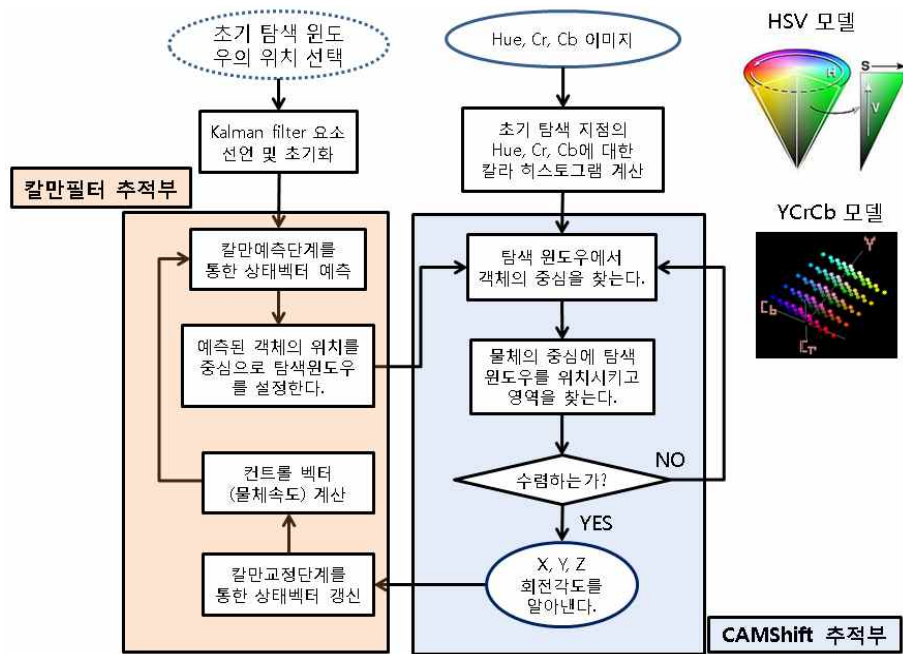 초기 탐색 윈도
우의 위치 선택
Kalman filter 요소
선언 및 초기화
칼만필터 추적부
칼만예측단계를
통한 상태벡터 예측
예측된 객체의 위치를
중심으로 탐색윈도우
를 설정한다.
컨트롤 벡터
(물체속도) 계산
칼만교정단계를
통한 상태벡터 갱신
Hue, Cr, Cb 이미지
초기 탐색 지점의
Hue, Cr, Cb에 대한
칼라 히스토그램 계산
탐색 윈도우에서
객체의 중심을 찾는다.
물체의 중심에 탐색
윈도우를 위치시키고
영역을 찾는다.
수렴하는가?
NO
YES
X, Y, Z
회전각도를
알아낸다.
CAMShift 추적부
HSV 모델
H
S
V
YCrCb 모델
Y
Cb
Cr